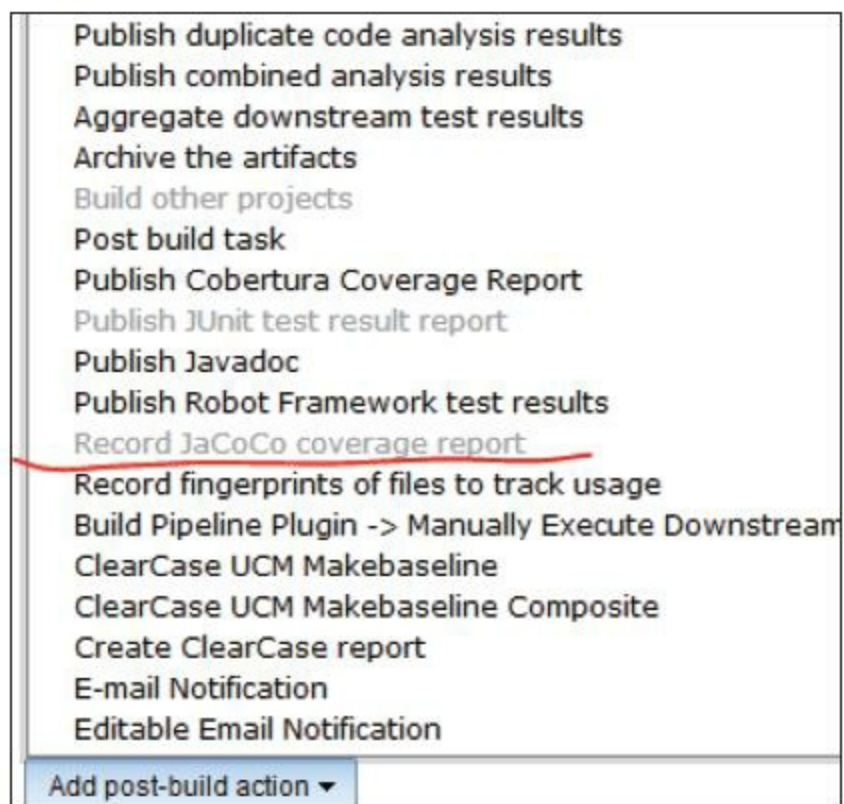 Publish duplicate code analysis results
Publish combined analysis results
Aggregate downstream test results
Archive the artifacts
Build other projects
Post build task
Publish Cobertura Coverage Report
Publish JUnit test result report
Publish Javadoc
Publish Robot Framework test results
Record JaCoCo coverage report
Record fingerprints of files to track usage
Build Pipeline Plugin -> Manually Execute Downstream
ClearCase UCM Makebaseline
ClearCase UCM Makebaseline Composite
Create ClearCase report
E-mail Notification
Editable Email Notification
Add post-build action